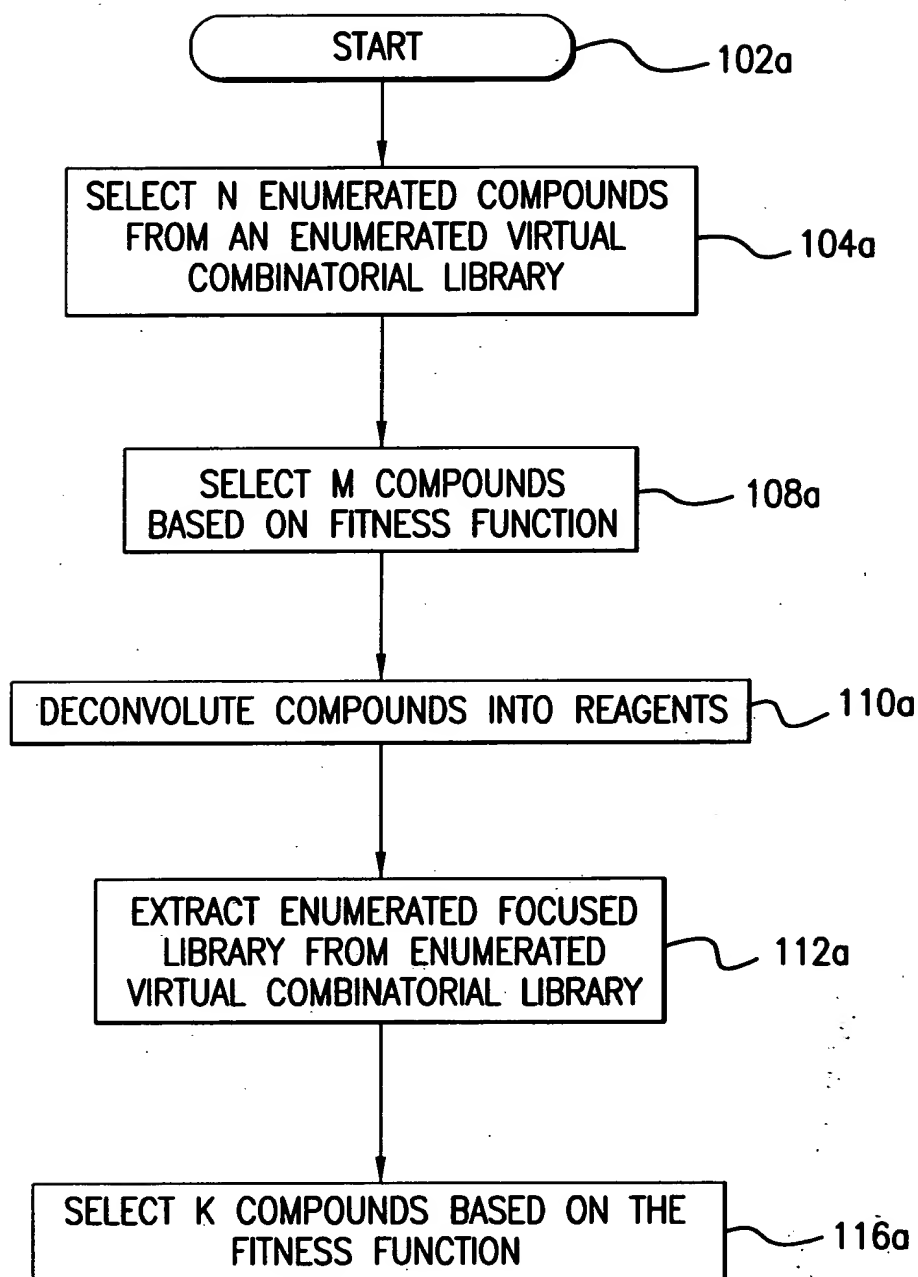 START
102a
SELECT N ENUMERATED COMPOUNDS
FROM AN ENUMERATED VIRTUAL
COMBINATORIAL LIBRARY
104a
SELECT M COMPOUNDS
BASED ON FITNESS FUNCTION
108a
DECONVOLUTE COMPOUNDS INTO REAGENTS
110a
EXTRACT ENUMERATED FOCUSED
LIBRARY FROM ENUMERATED
VIRTUAL COMBINATORIAL LIBRARY
112a
SELECT K COMPOUNDS BASED ON THE
FITNESS FUNCTION
116a